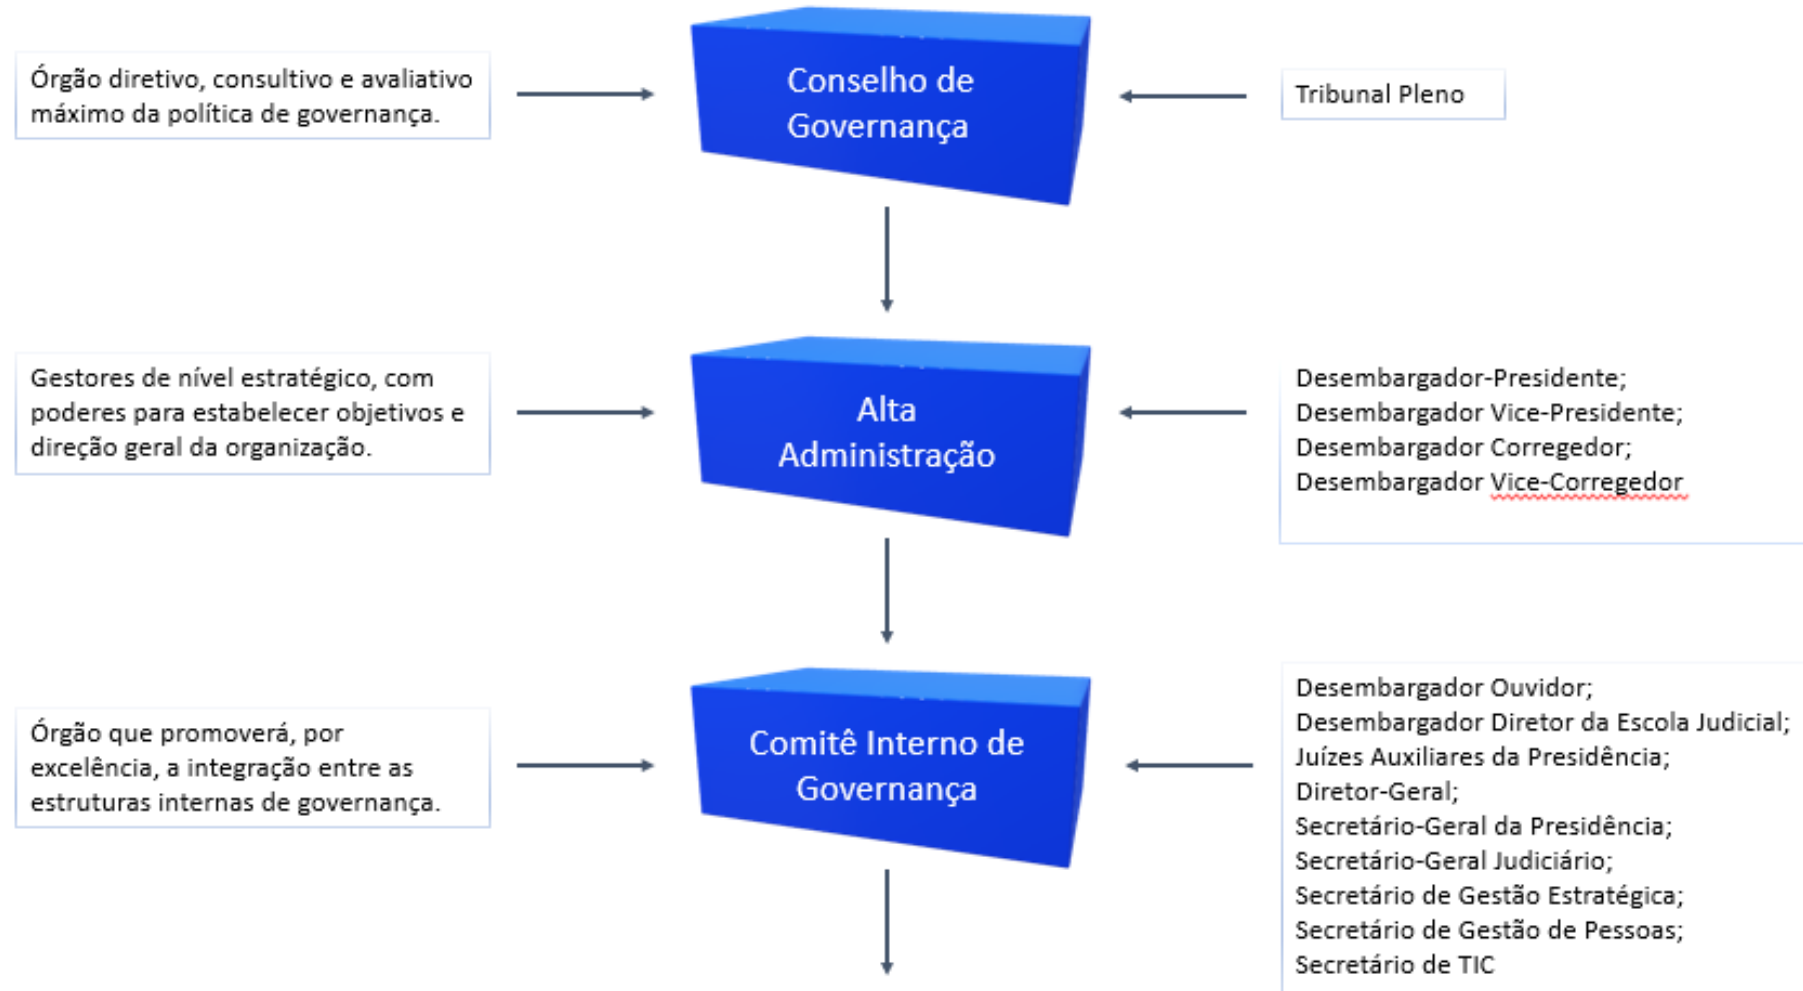 Órgão diretivo, consultivo e avaliativo
máximo da política de governança.
Conselho de
Governança
Tribunal Pleno
Gestores de nível estratégico, com
poderes para estabelecer objetivos e
direção geral da organização.
Alta
Administração
Desembargador-Presidente;
Desembargador Vice-Presidente;
Desembargador Corregedor;
Desembargador Vice-Corregedor
Órgão que promoverá, por
excelência, a integração entre as
estruturas internas de governança.
Comitê Interno de
Governança
Desembargador Ouvidor;
Desembargador Diretor da Escola Judicial;
Juízes Auxiliares da Presidência;
Diretor-Geral;
Secretário-Geral da Presidência;
Secretário-Geral Judiciário;
Secretário de Gestão Estratégica;
Secretário de Gestão de Pessoas;
Secretário de TIC